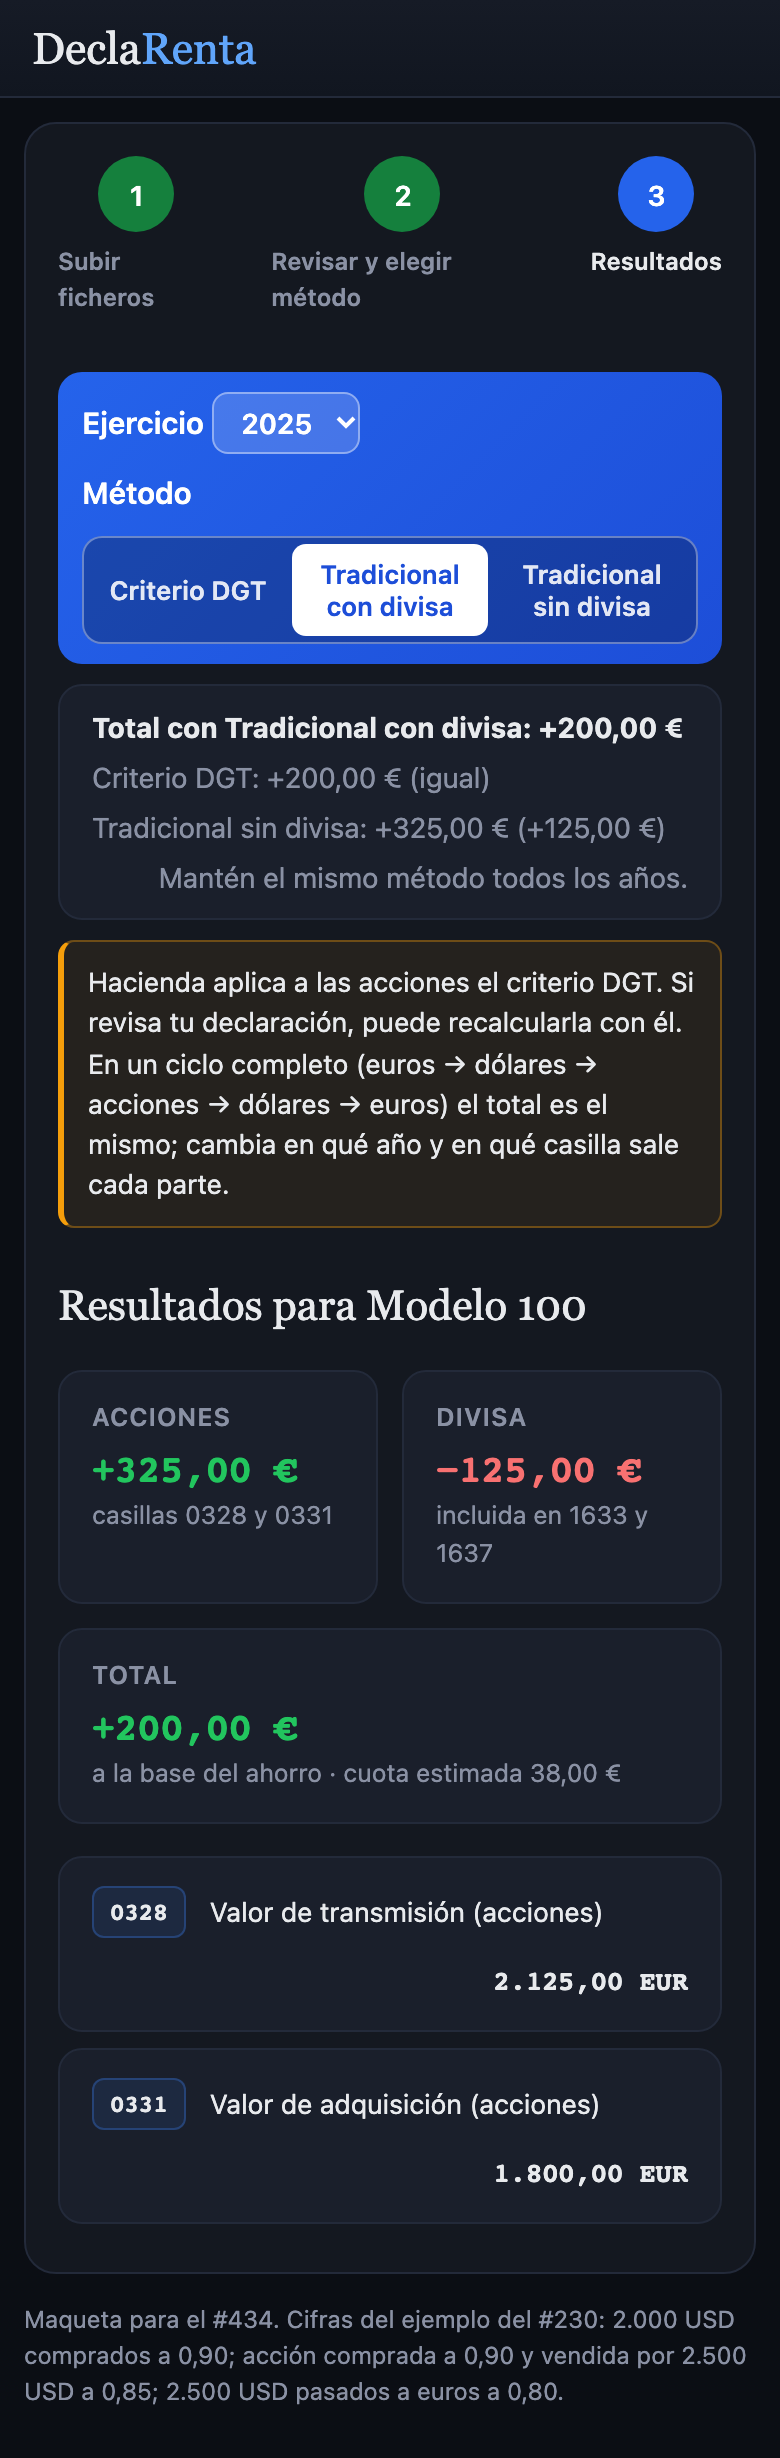 DeclaRenta
1
2
3
Subir
ficheros
Revisar y elegir
método
Resultados
Ejercicio 2025
Método
Criterio DGT
Tradicional
con divisa
Tradicional
sin divisa
Total con Tradicional con divisa: +200,00 €
Criterio DGT: +200,00 € (igual)
Tradicional sin divisa: +325,00 € (+125,00 €)
Mantén el mismo método todos los años.
Hacienda aplica a las acciones el criterio DGT. Si
revisa tu declaración, puede recalcularla con él.
En un ciclo completo (euros → dólares →
acciones → dólares → euros) el total es el
mismo; cambia en qué año y en qué casilla sale
cada parte.
Resultados para Modelo 100
ACCIONES
+325,00 €
casillas 0328 y 0331
DIVISA
−125,00 €
incluida en 1633 y
1637
TOTAL
+200,00 €
a la base del ahorro · cuota estimada 38,00 €
0328 Valor de transmisión (acciones)
2.125,00 EUR
0331 Valor de adquisición (acciones)
1.800,00 EUR
Maqueta para el #434. Cifras del ejemplo del #230: 2.000 USD
comprados a 0,90; acción comprada a 0,90 y vendida por 2.500
USD a 0,85; 2.500 USD pasados a euros a 0,80.